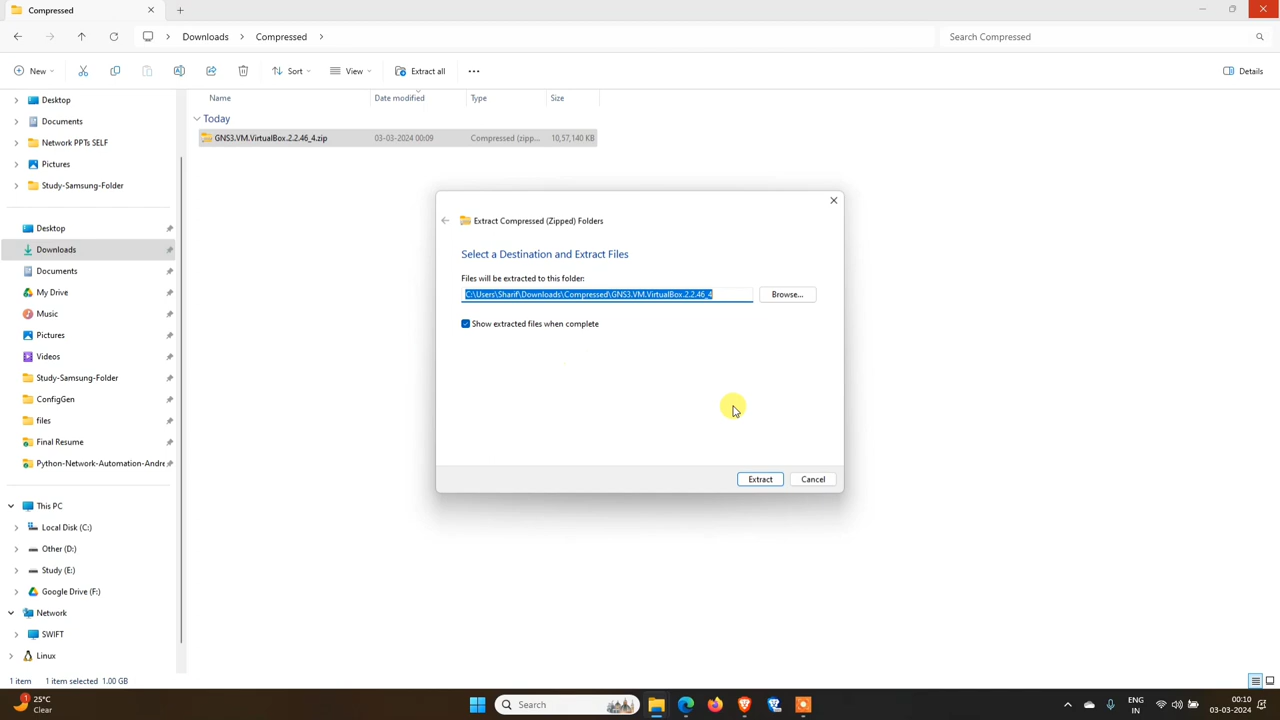 Compressed
Downloads
Compressed
Search Compressed
New
Sort
View
Extract all
Details
Desktop
Documents
Network PPTs SELF
Pictures
Study-Samsung-Folder
Desktop
Downloads
Documents
My Drive
Music
Pictures
Videos
Study-Samsung-Folder
ConfigGen
files
Final Resume
Python-Network-Automation-Andre
This PC
Local Disk (C:)
Other (D:)
Study (E:)
Google Drive (F:)
Network
SWIFT
Linux
Name Date modified Type Size
Today
GNS3.VM.VirtualBox.2.2.46_4.zip 03-03-2024 00:09 Compressed (zipp... 10,57,140 KB
Extract Compressed (Zipped) Folders
Select a Destination and Extract Files
Files will be extracted to this folder:
C:\Users\Sharif\Downloads\Compressed\GNS3.VM.VirtualBox.2.2.46_4
Browse...
Show extracted files when complete
Extract
Cancel
1 item 1 item selected 1.00 GB
1
25°C
Clear
Search
ENG
IN
00:10
03-03-2024